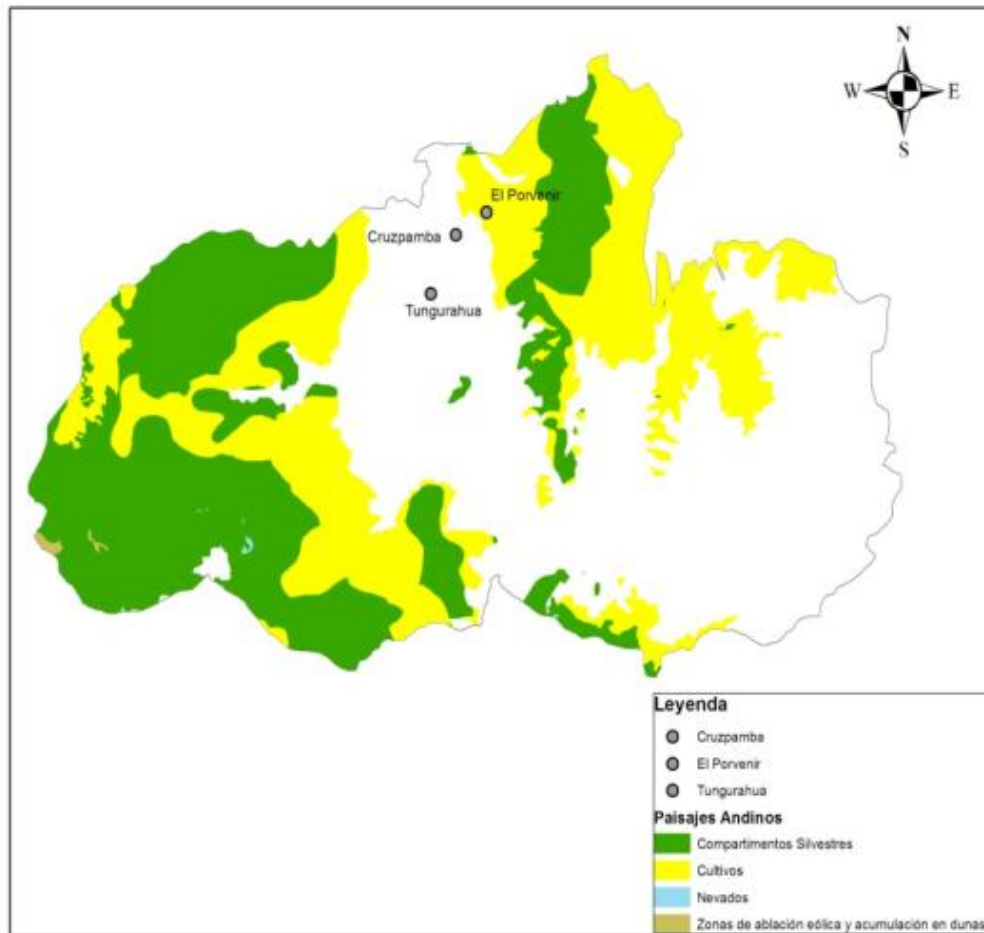 N
W E
S
El Porvenir
Cruzpamba
Tungurahua
Leyenda
Cruzpamba
El Porvenir
Tungurahua
Paisajes Andinos
Compartimentos Silvestres
Cultivos
Nevados
Zonas de ablación eólica y acumulación en dunas